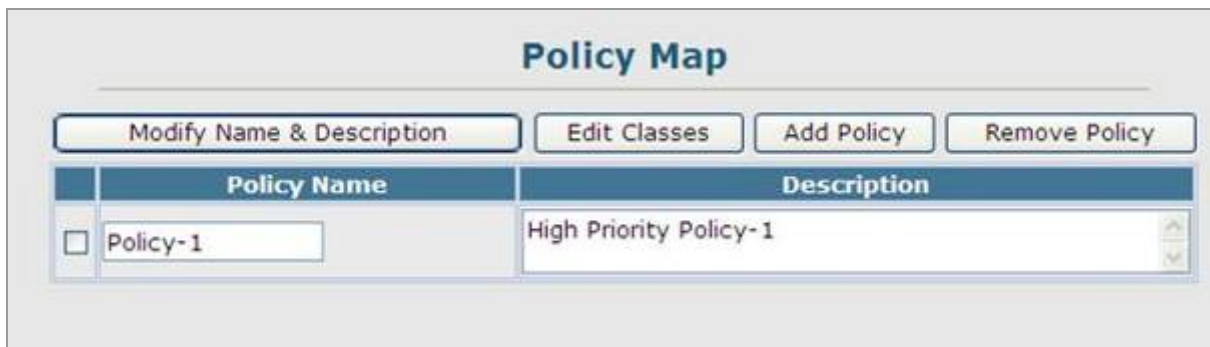 Policy Map
Modify Name & Description Edit Classes Add Policy Remove Policy
Policy Name Description
Policy-1 High Priority Policy-1